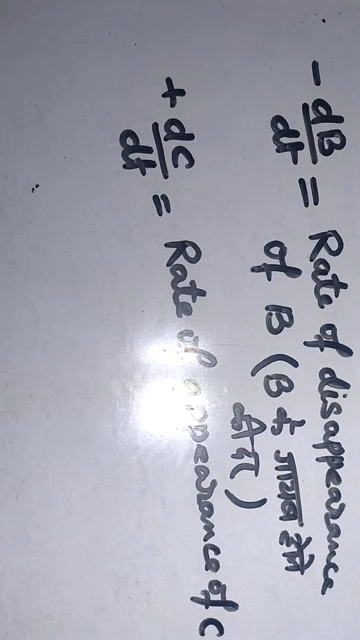 - dB/dt = Rate of disappearance
of B (B के गायब होने
की दर)
+ dC/dt = Rate of appearance of C